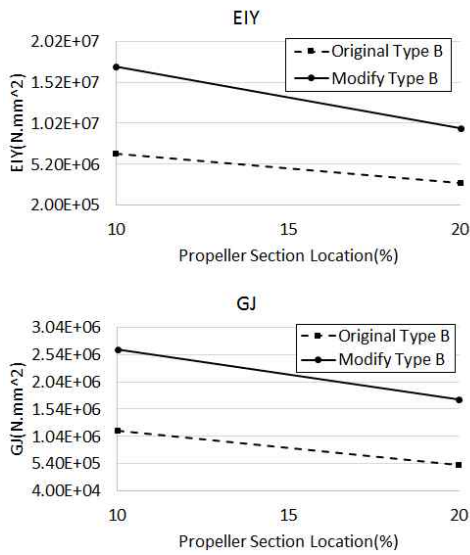 EIY
2.02E+07
Original Type B
1.52E+07
Modify Type B
1.02E+07
5.20E+06
2.00E+05
EIY(N.mm^2)
10 15 20
Propeller Section Location(%)
GJ
3.04E+06
Original Type B
2.54E+06
Modify Type B
2.04E+06
1.54E+06
1.04E+06
5.40E+05
4.00E+04
GJ(N.mm^2)
10 15 20
Propeller Section Location(%)